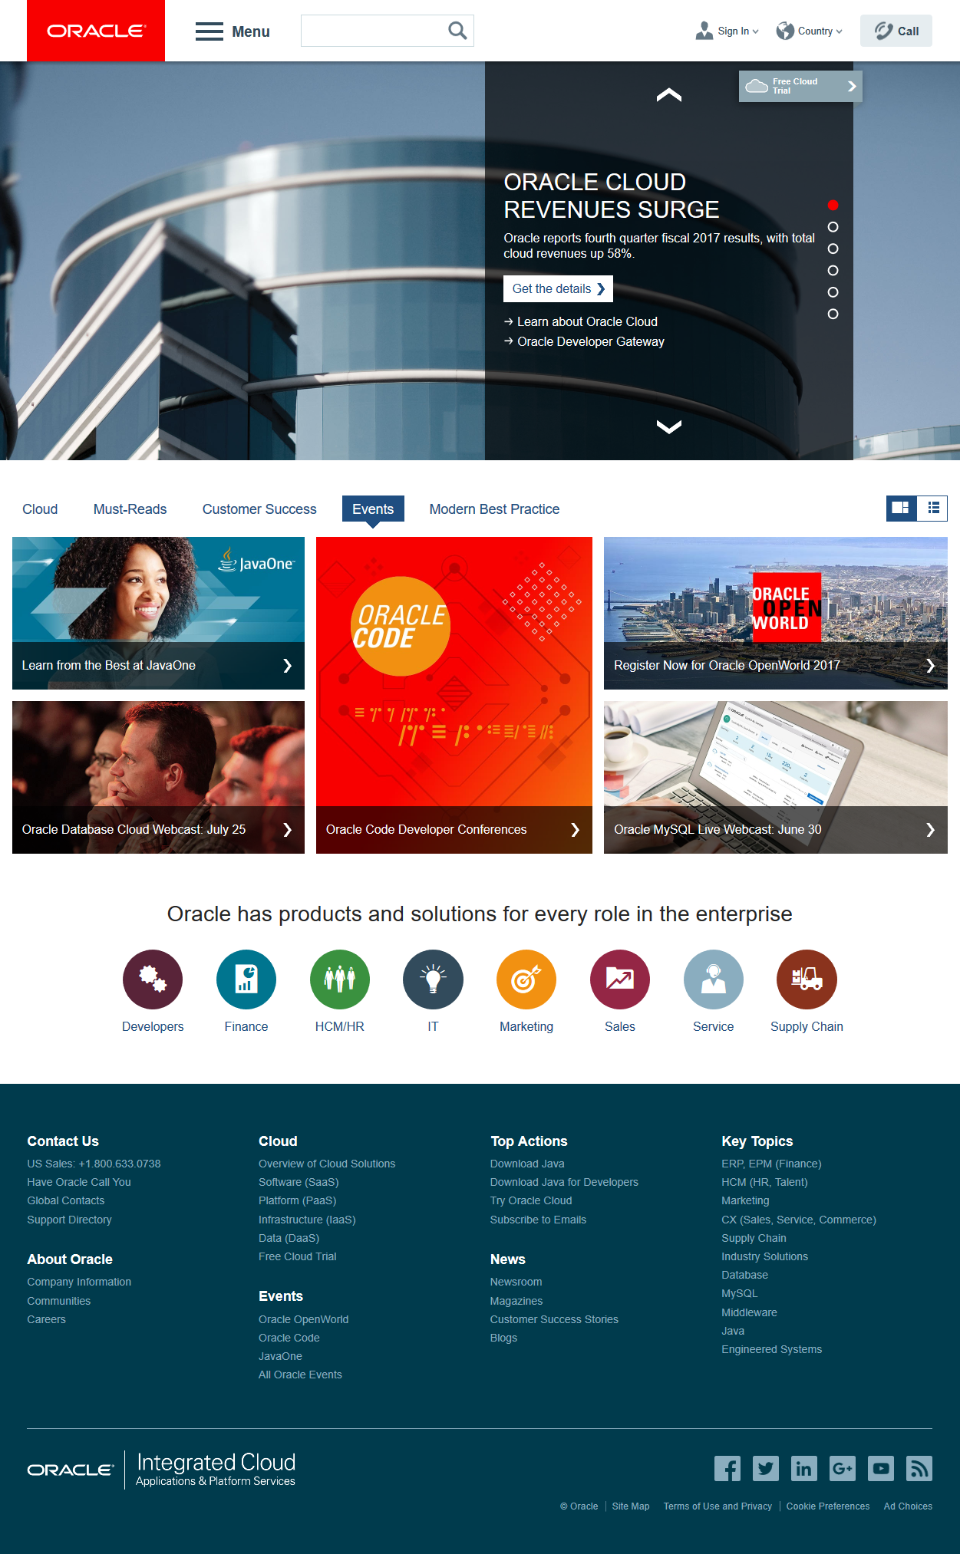 ORACLE
Menu
Sign In
Country
Call
Free Cloud
Trial
ORACLE CLOUD
REVENUES SURGE
Oracle reports fourth quarter fiscal 2017 results, with total
cloud revenues up 58%.
Get the details
Learn about Oracle Cloud
Oracle Developer Gateway
Cloud
Must-Reads
Customer Success
Events
Modern Best Practice
JavaOne
Learn from the Best at JavaOne
ORACLE
CODE
Oracle Code Developer Conferences
ORACLE
OPEN
WORLD
Register Now for Oracle OpenWorld 2017
Oracle Database Cloud Webcast: July 25
Oracle MySQL Live Webcast: June 30
Oracle has products and solutions for every role in the enterprise
Developers
Finance
HCM/HR
IT
Marketing
Sales
Service
Supply Chain
Contact Us
US Sales: +1.800.633.0738
Have Oracle Call You
Global Contacts
Support Directory
About Oracle
Company Information
Communities
Careers
Cloud
Overview of Cloud Solutions
Software (SaaS)
Platform (PaaS)
Infrastructure (IaaS)
Data (DaaS)
Free Cloud Trial
Events
Oracle OpenWorld
Oracle Code
JavaOne
All Oracle Events
Top Actions
Download Java
Download Java for Developers
Try Oracle Cloud
Subscribe to Emails
News
Newsroom
Magazines
Customer Success Stories
Blogs
Key Topics
ERP, EPM (Finance)
HCM (HR, Talent)
Marketing
CX (Sales, Service, Commerce)
Supply Chain
Industry Solutions
Database
MySQL
Middleware
Java
Engineered Systems
ORACLE
Integrated Cloud
Applications & Platform Services
© Oracle
Site Map
Terms of Use and Privacy
Cookie Preferences
Ad Choices